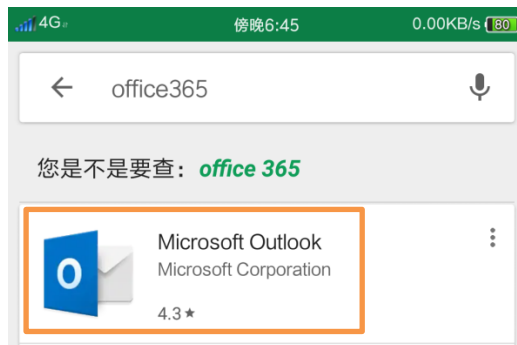 4G 傍晚6:45 0.00KB/s 80
office365
您是不是要查：office 365
Microsoft Outlook
Microsoft Corporation
4.3★